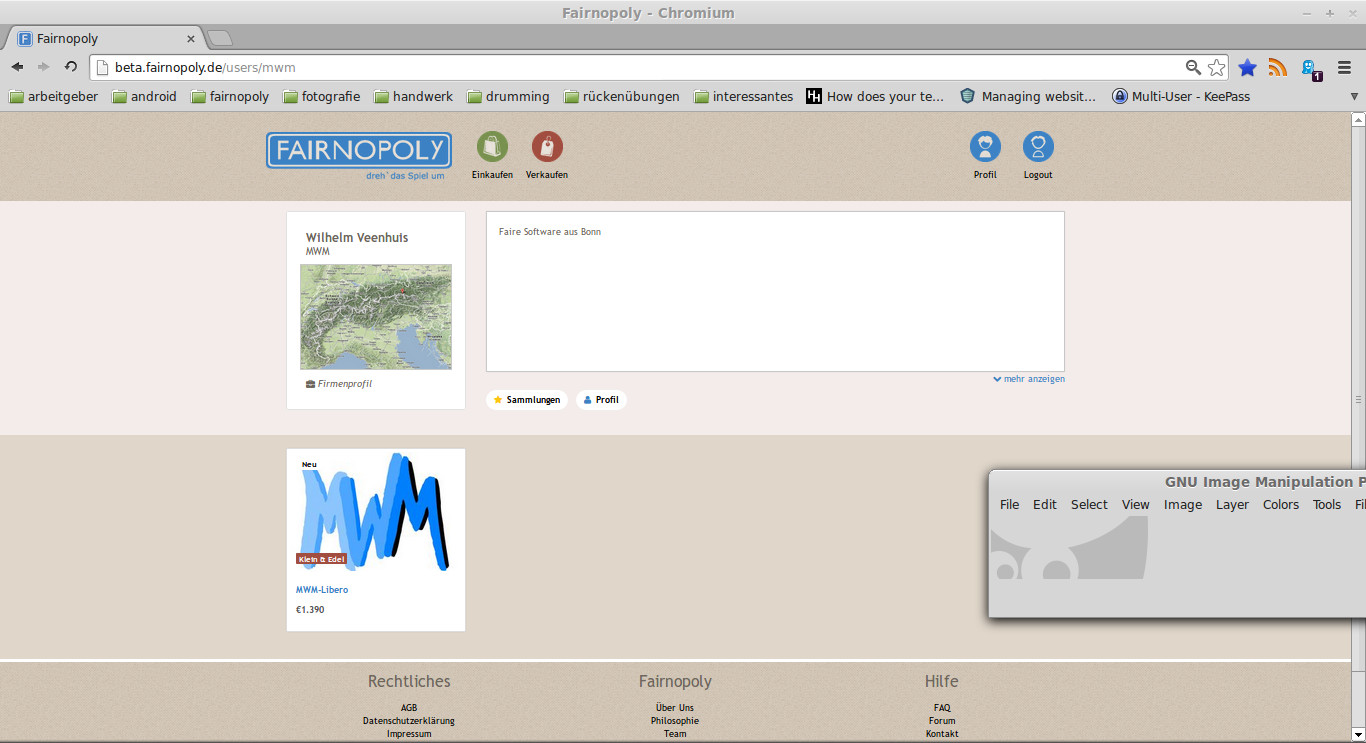 Fairnopoly - Chromium
Fairnopoly
beta.fairnopoly.de/users/mwm
1
arbeitgeber android fairnopoly fotografie handwerk drumming rückenübungen interessantes How does your te... Managing websit... Multi-User - KeePass
FAIRNOPOLY
dreh`das Spiel um
Einkaufen Verkaufen Profil Logout
Wilhelm Veenhuis
MWM
Firmenprofil
Faire Software aus Bonn
mehr anzeigen
Sammlungen Profil
Neu
MWM
Klein & Edel
MWM-Libero
€1.390
GNU Image Manipulation P
File Edit Select View Image Layer Colors Tools Fil
Rechtliches Fairnopoly Hilfe
AGB Über Uns FAQ
Datenschutzerklärung Philosophie Forum
Impressum Team Kontakt